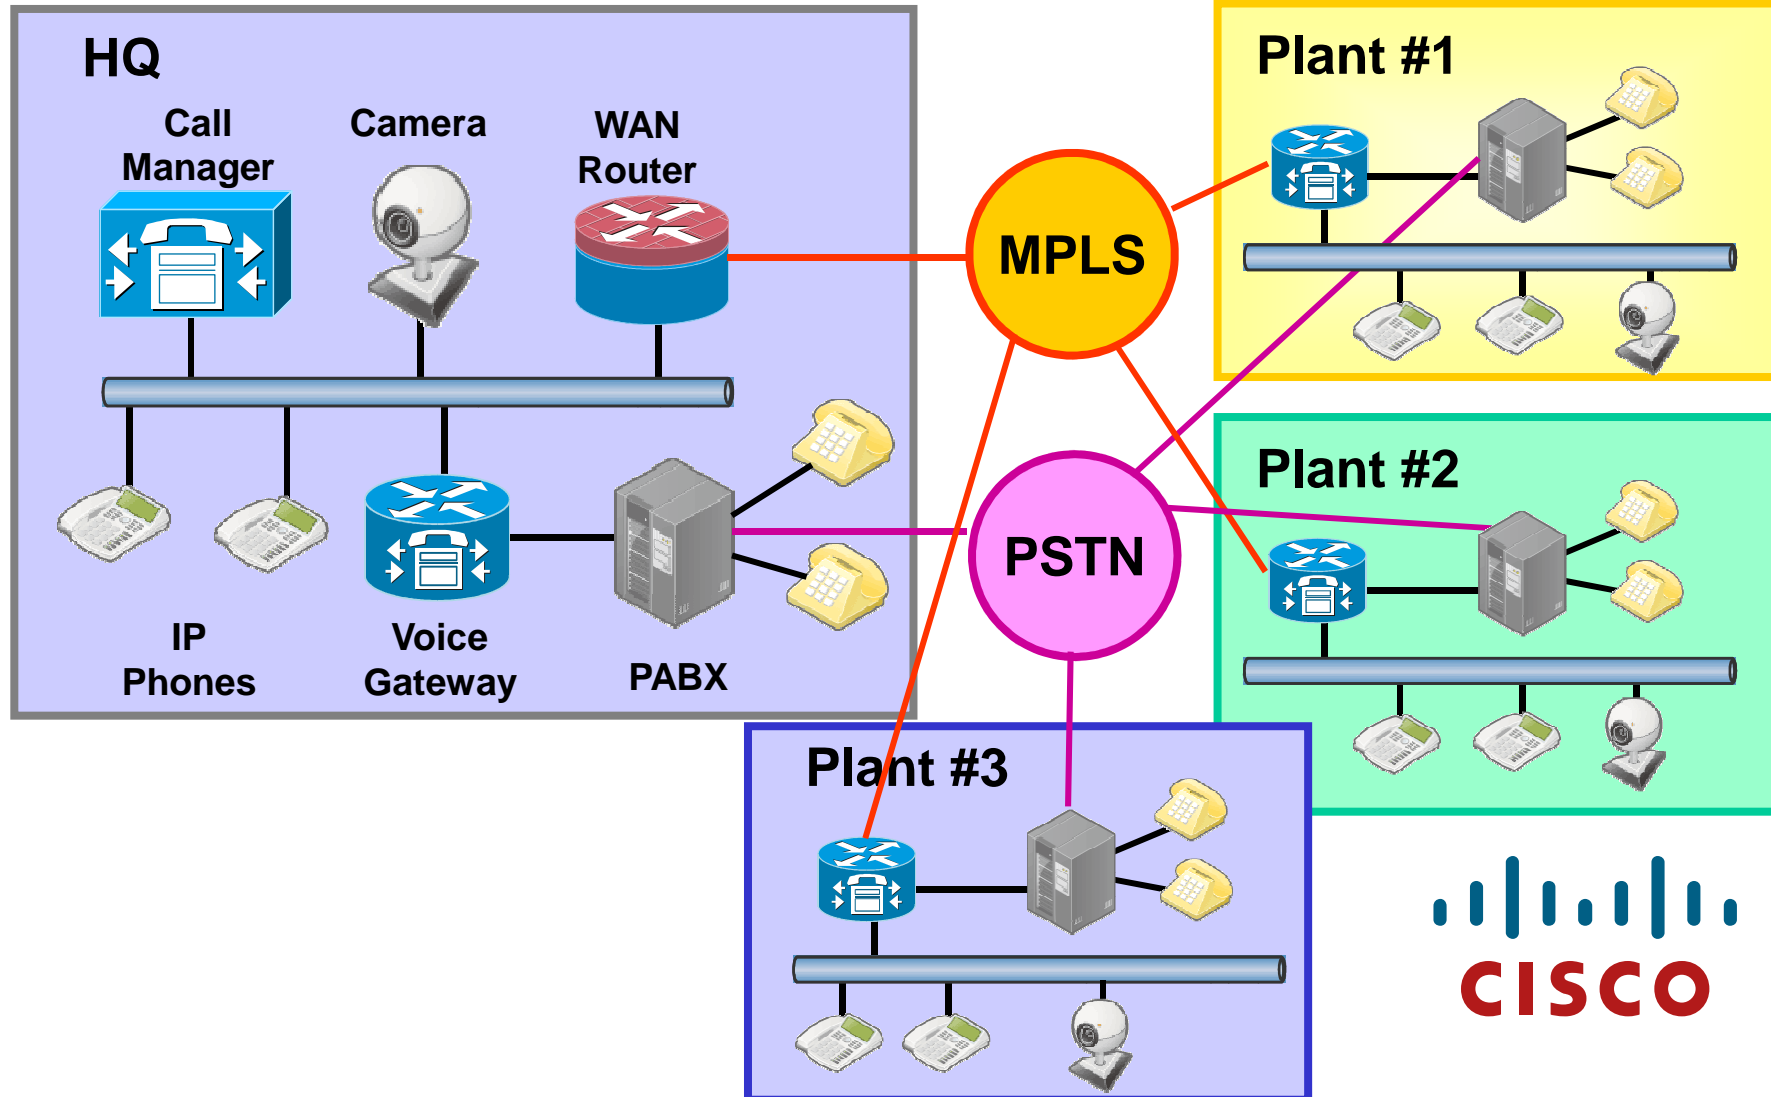 HQ
Call
Manager
Camera
WAN
Router
IP
Phones
Voice
Gateway
PABX
MPLS
PSTN
Plant #1
Plant #2
Plant #3
CISCO